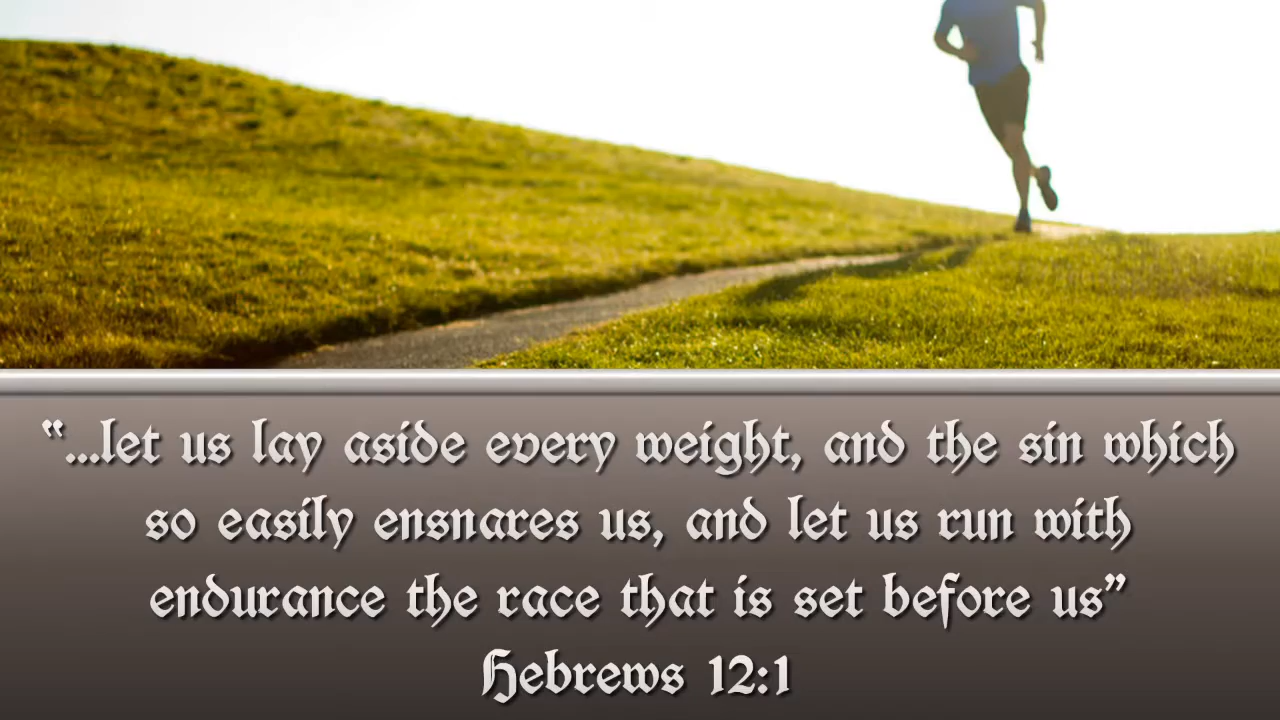 “...let us lay aside every weight, and the sin which
so easily ensnares us, and let us run with
endurance the race that is set before us”
Hebrews 12:1